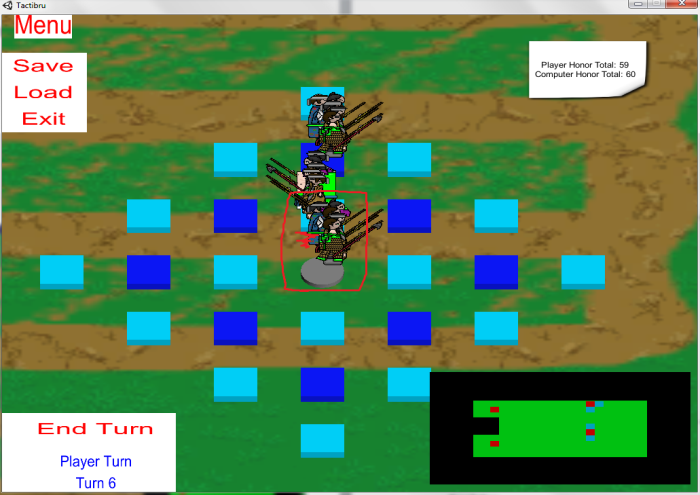 Tactibru
Menu
Save
Load
Exit
Player Honor Total: 59
Computer Honor Total: 60
End Turn
Player Turn
Turn 6